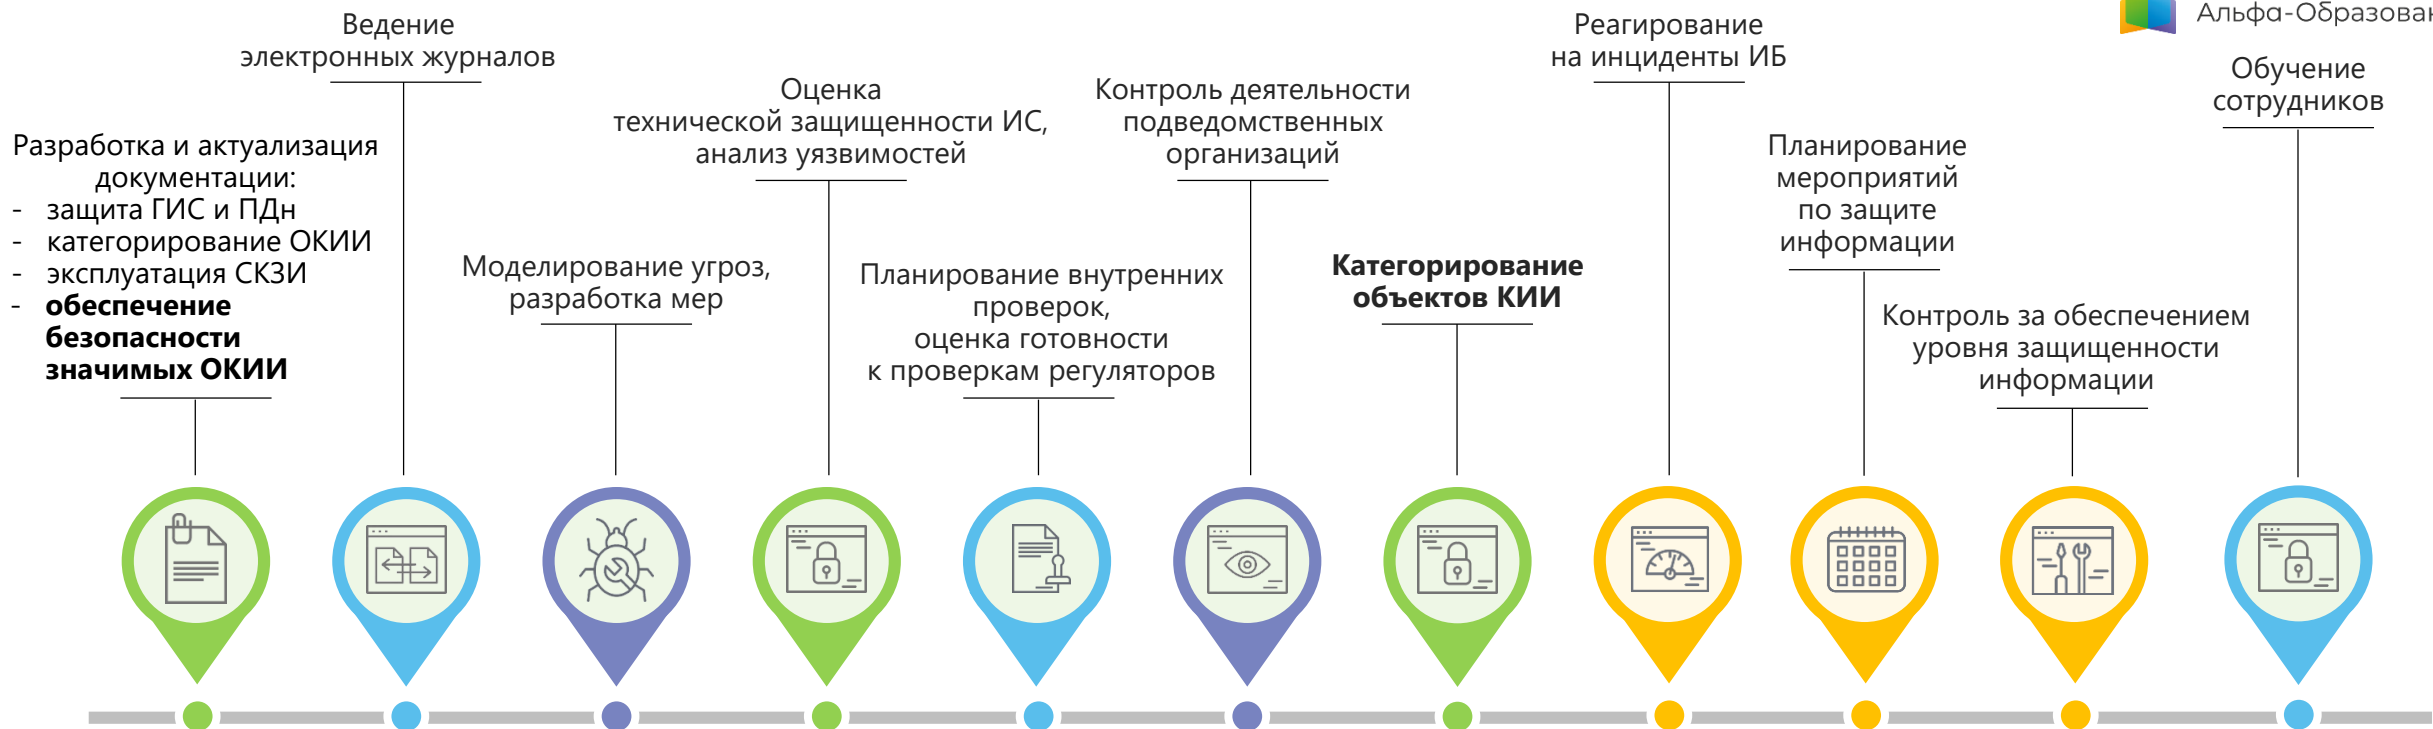 Альфа-Образован
Разработка и актуализация
документации:
- защита ГИС и ПДн
- категорирование ОКИИ
- эксплуатация СКЗИ
- обеспечение
безопасности
значимых ОКИИ
Ведение
электронных журналов
Моделирование угроз,
разработка мер
Оценка
технической защищенности ИС,
анализ уязвимостей
Планирование внутренних
проверок,
оценка готовности
к проверкам регуляторов
Контроль деятельности
подведомственных
организаций
Категорирование
объектов КИИ
Реагирование
на инциденты ИБ
Планирование
мероприятий
по защите
информации
Контроль за обеспечением
уровня защищенности
информации
Обучение
сотрудников